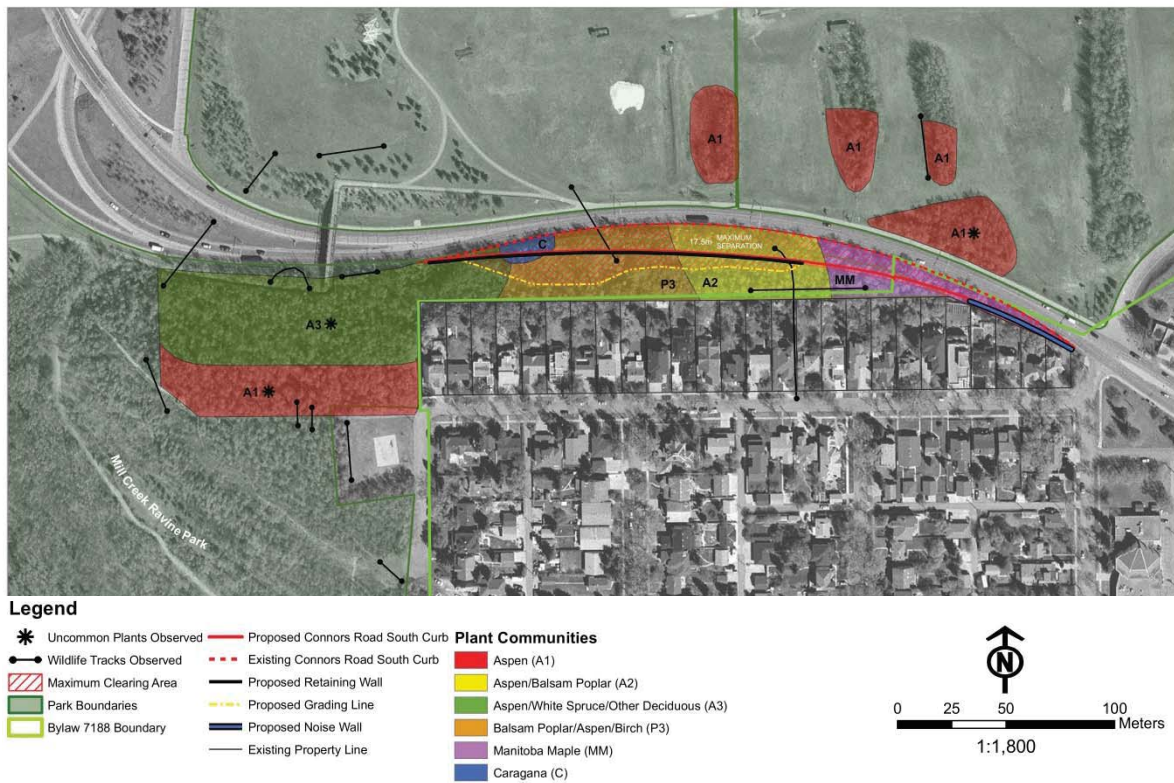 A1
A1
A1
A1
C
17.5m MAXIMUM
SEPARATION
P3
A2
MM
A3
A1
Mill Creek Ravine Park
Legend
Uncommon Plants Observed
Wildlife Tracks Observed
Maximum Clearing Area
Park Boundaries
Bylaw 7188 Boundary
Proposed Connors Road South Curb
Existing Connors Road South Curb
Proposed Retaining Wall
Proposed Grading Line
Proposed Noise Wall
Existing Property Line
Plant Communities
Aspen (A1)
Aspen/Balsam Poplar (A2)
Aspen/White Spruce/Other Deciduous (A3)
Balsam Poplar/Aspen/Birch (P3)
Manitoba Maple (MM)
Caragana (C)
N
0 25 50 100
Meters
1:1,800